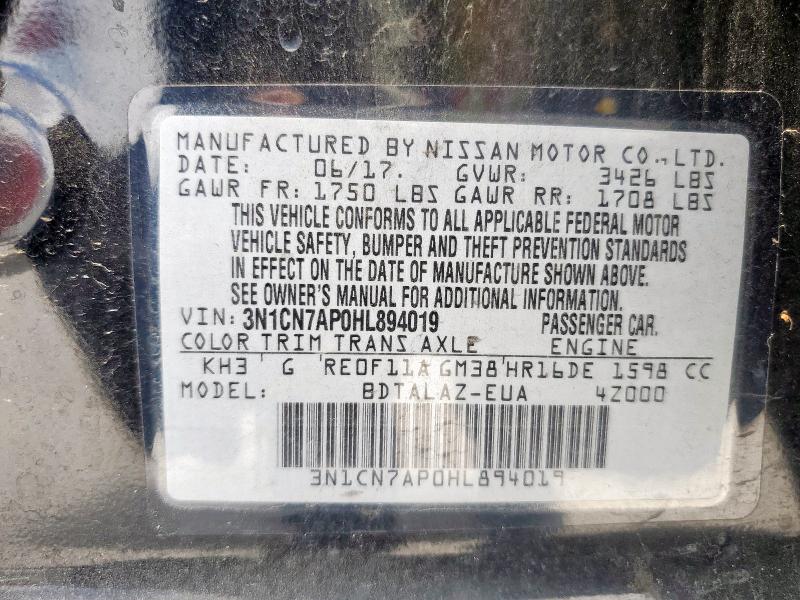 MANUFACTURED BY NISSAN MOTOR CO., LTD.
DATE: 06/17. GVWR: 3426 LBS
GAWR FR: 1750 LBS GAWR RR: 1708 LBS
THIS VEHICLE CONFORMS TO ALL APPLICABLE FEDERAL MOTOR
VEHICLE SAFETY, BUMPER AND THEFT PREVENTION STANDARDS
IN EFFECT ON THE DATE OF MANUFACTURE SHOWN ABOVE.
SEE OWNER'S MANUAL FOR ADDITIONAL INFORMATION.
VIN: 3N1CN7AP0HL894019 PASSENGER CAR.
COLOR TRIM TRANS AXLE ENGINE
KH3 G RE0F11A GM38 HR16DE 1598 CC
MODEL: BDTALAZ-EUA 4Z000
3N1CN7AP0HL894019